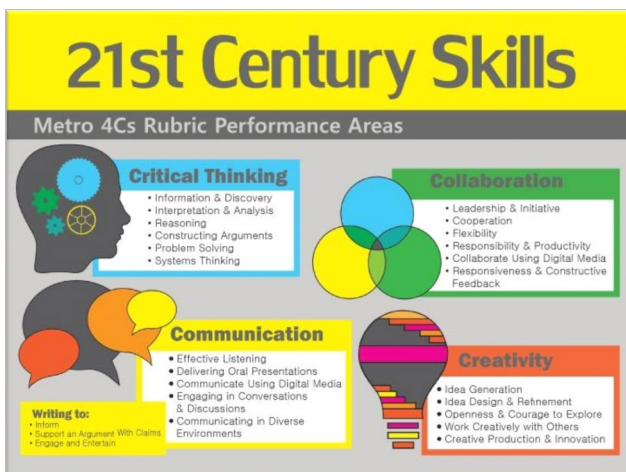 21st Century Skills
Metro 4Cs Rubric Performance Areas
Critical Thinking
• Information & Discovery
• Interpretation & Analysis
• Reasoning
• Constructing Arguments
• Problem Solving
• Systems Thinking
Collaboration
• Leadership & Initiative
• Cooperation
• Flexibility
• Responsibility & Productivity
• Collaborate Using Digital Media
• Responsiveness & Constructive
Feedback
Communication
• Effective Listening
• Delivering Oral Presentations
• Communicate Using Digital Media
• Engaging in Conversations
& Discussions
• Communicating in Diverse
Environments
Writing to:
• Inform
• Support an Argument With Claims
• Engage and Entertain
Creativity
• Idea Generation
• Idea Design & Refinement
• Openness & Courage to Explore
• Work Creatively with Others
• Creative Production & Innovation